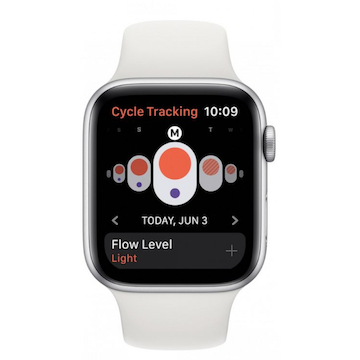 Cycle Tracking 10:09
S S M T W
< TODAY, JUN 3 >
Flow Level +
Light